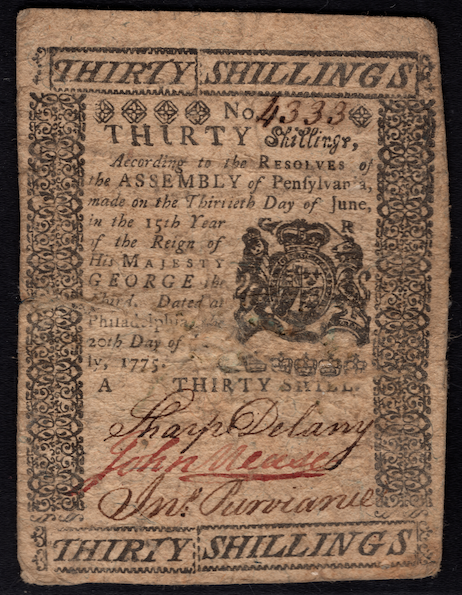 THIRTY SHILLINGS
No. 4333
THIRTY Shillings,
According to the RESOLVES of
the ASSEMBLY of Penſylvania,
made on the Thirtieth Day of June,
in the 15th Year
of the Reign of
His MAJESTY
GEORGE the
Third. Dated at
Philadelphia
20th Day of
ly, 1775.
G R
A THIRTY SHILL
Sharp Delany
John Mease
Jno. Purviance
THIRTY SHILLINGS